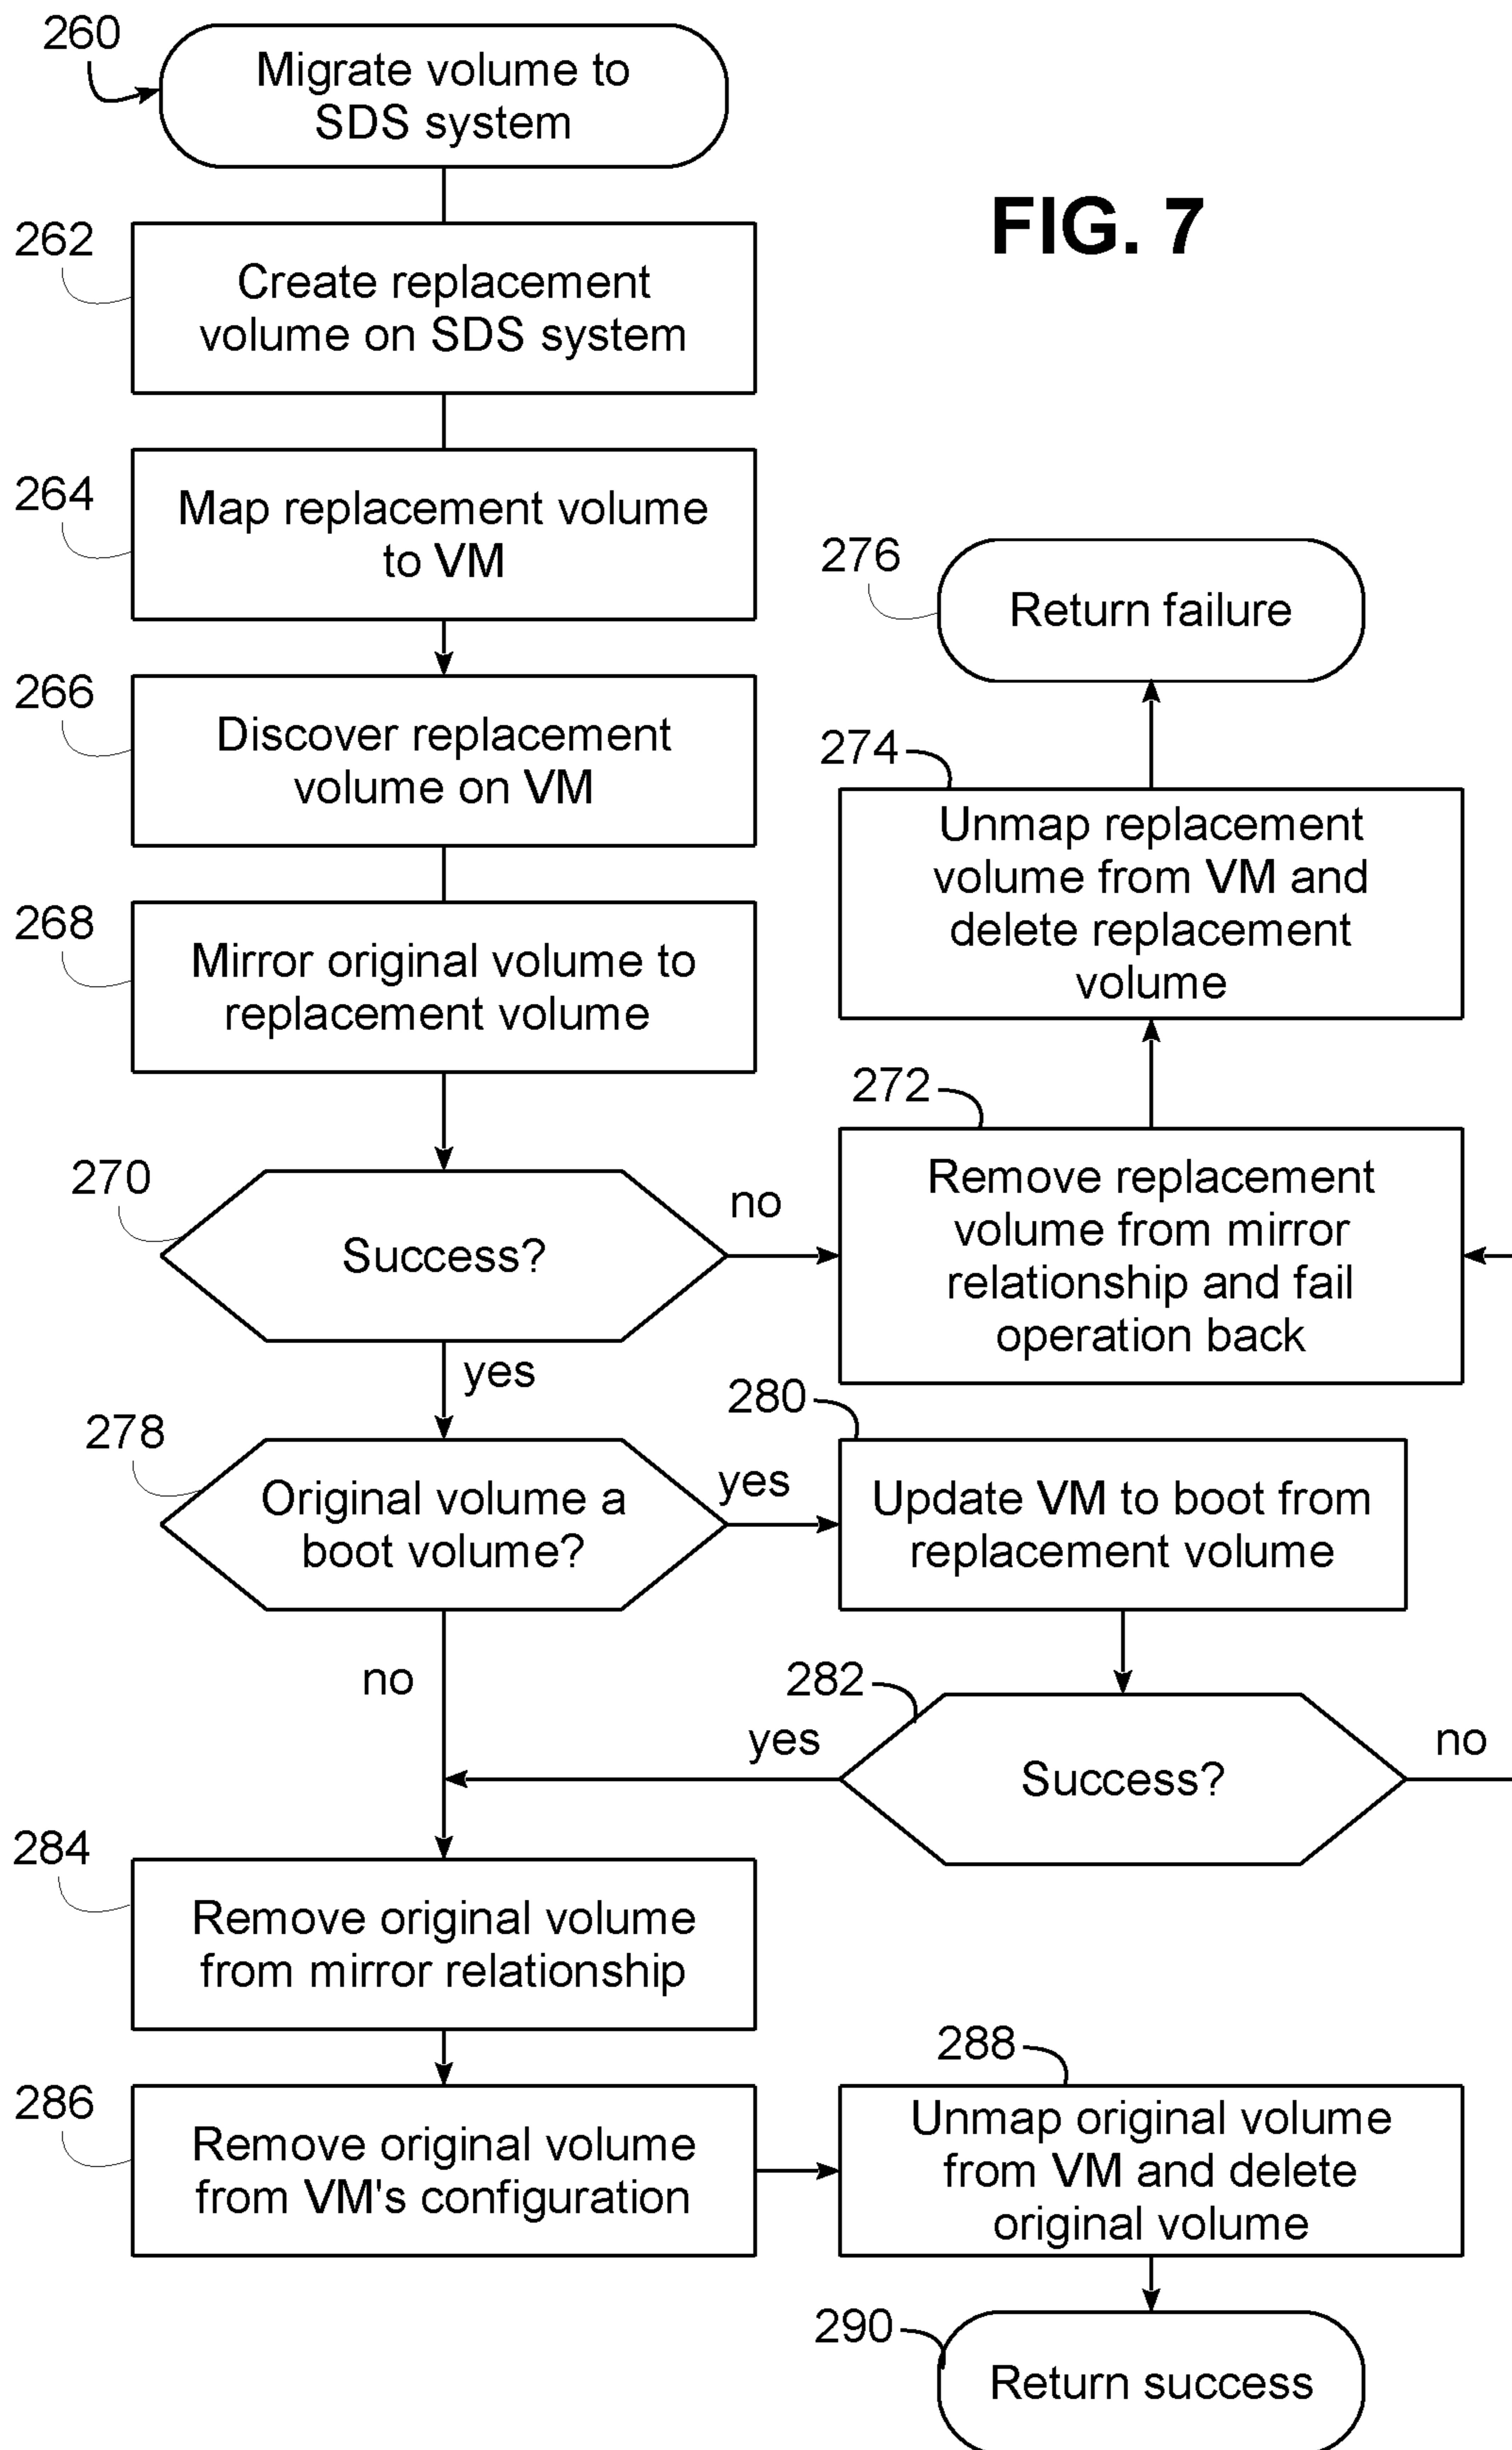 260
Migrate volume to
SDS system
FIG. 7
262
Create replacement
volume on SDS system
264
Map replacement volume
to VM
266
Discover replacement
volume on VM
268
Mirror original volume to
replacement volume
270
Success?
no
yes
276
Return failure
274
Unmap replacement
volume from VM and
delete replacement
volume
272
Remove replacement
volume from mirror
relationship and fail
operation back
278
Original volume a
boot volume?
yes
no
280
Update VM to boot from
replacement volume
282
Success?
yes
no
284
Remove original volume
from mirror relationship
286
Remove original volume
from VM's configuration
288
Unmap original volume
from VM and delete
original volume
290
Return success